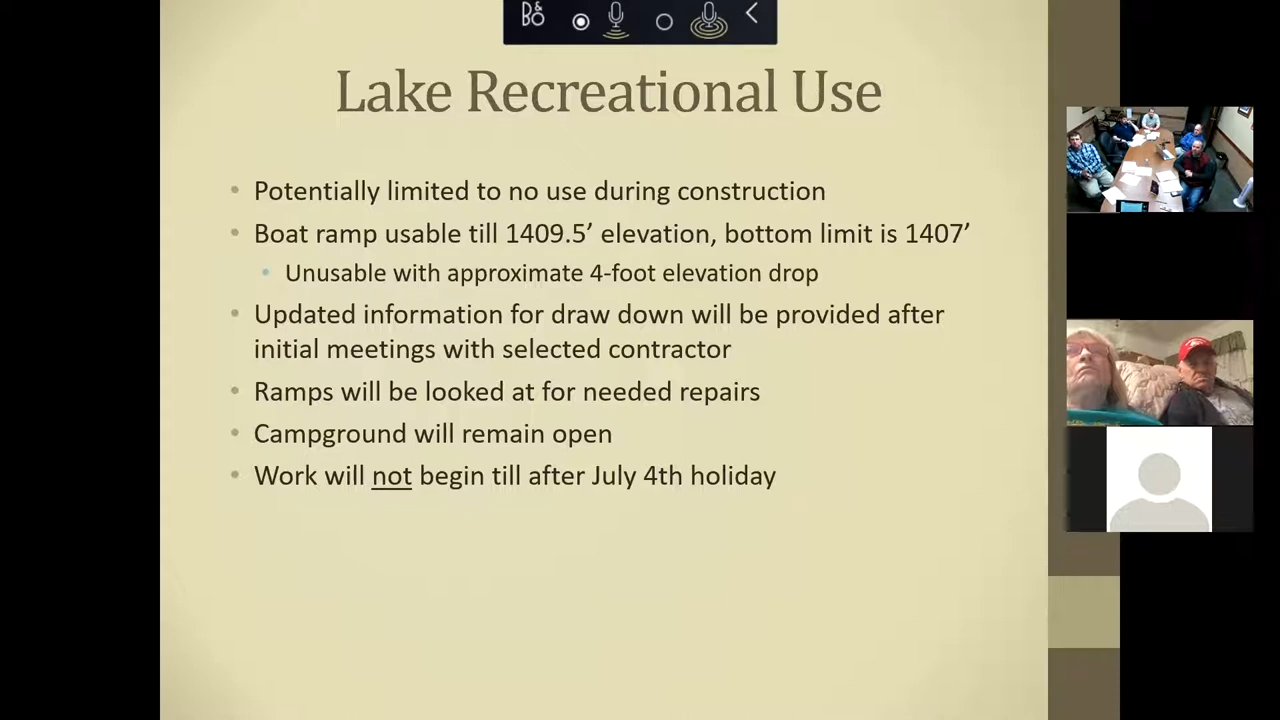 B&O
Lake Recreational Use
• Potentially limited to no use during construction
• Boat ramp usable till 1409.5’ elevation, bottom limit is 1407’
• Unusable with approximate 4-foot elevation drop
• Updated information for draw down will be provided after
initial meetings with selected contractor
• Ramps will be looked at for needed repairs
• Campground will remain open
• Work will not begin till after July 4th holiday